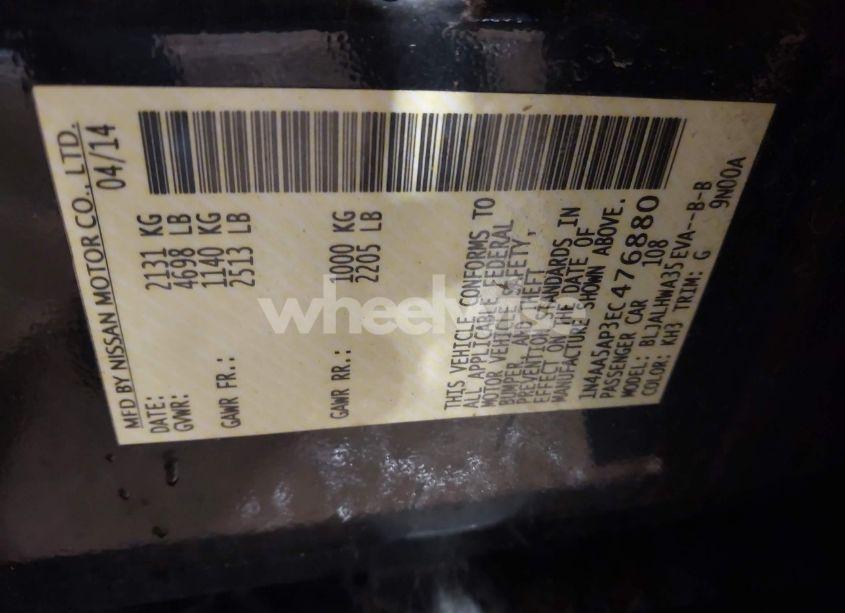 MFD BY NISSAN MOTOR CO., LTD.
DATE: 04/14
GVWR: 2131 KG
4698 LB
GAWR FR.: 1140 KG
2513 LB
GAWR RR.: 1000 KG
2205 LB
THIS VEHICLE CONFORMS TO
ALL APPLICABLE FEDERAL
MOTOR VEHICLE SAFETY,
BUMPER, AND THEFT
PREVENTION STANDARDS IN
EFFECT ON THE DATE OF
MANUFACTURE SHOWN ABOVE.
1N4AA5AP3EC476880
PASSENGER CAR 108
MODEL: BLJALHWA35EVA--B-B
COLOR: KH3 TRIM: G 9N00A